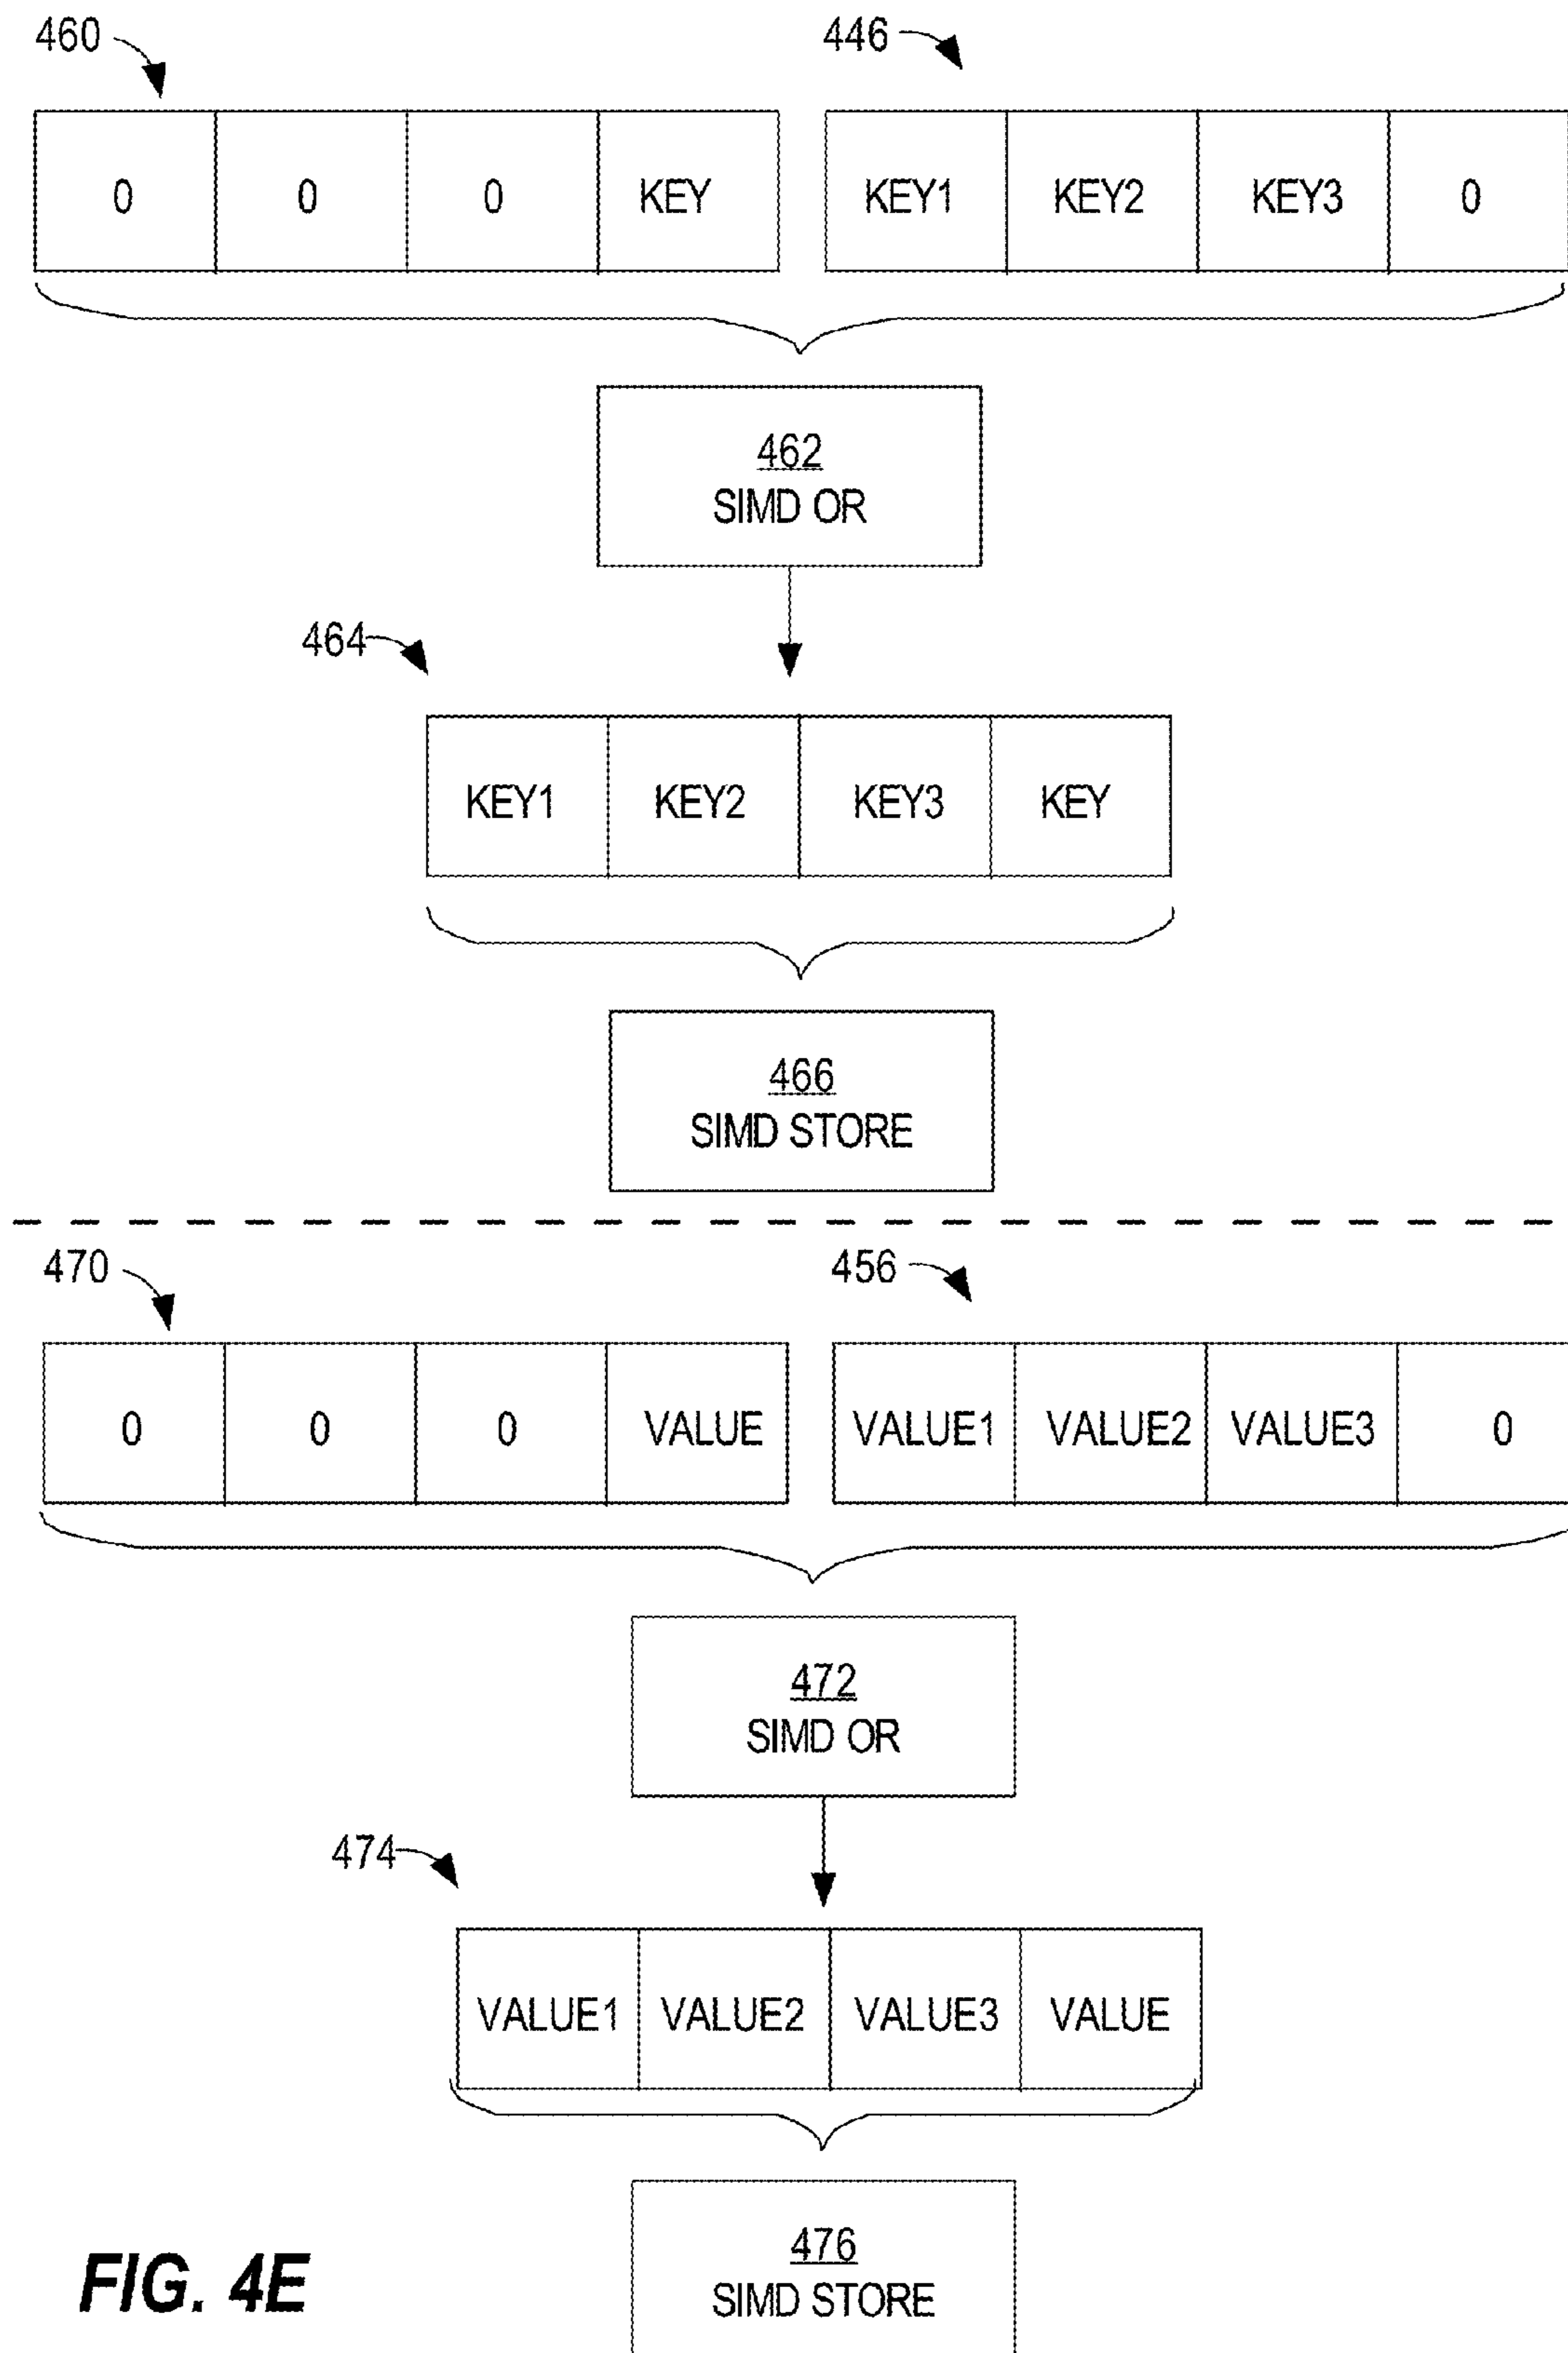 460 446
0 0 0 KEY KEY1 KEY2 KEY3 0
462
SIMD OR
464
KEY1 KEY2 KEY3 KEY
466
SIMD STORE
470 456
0 0 0 VALUE VALUE1 VALUE2 VALUE3 0
472
SIMD OR
474
VALUE1 VALUE2 VALUE3 VALUE
476
SIMD STORE
FIG. 4E